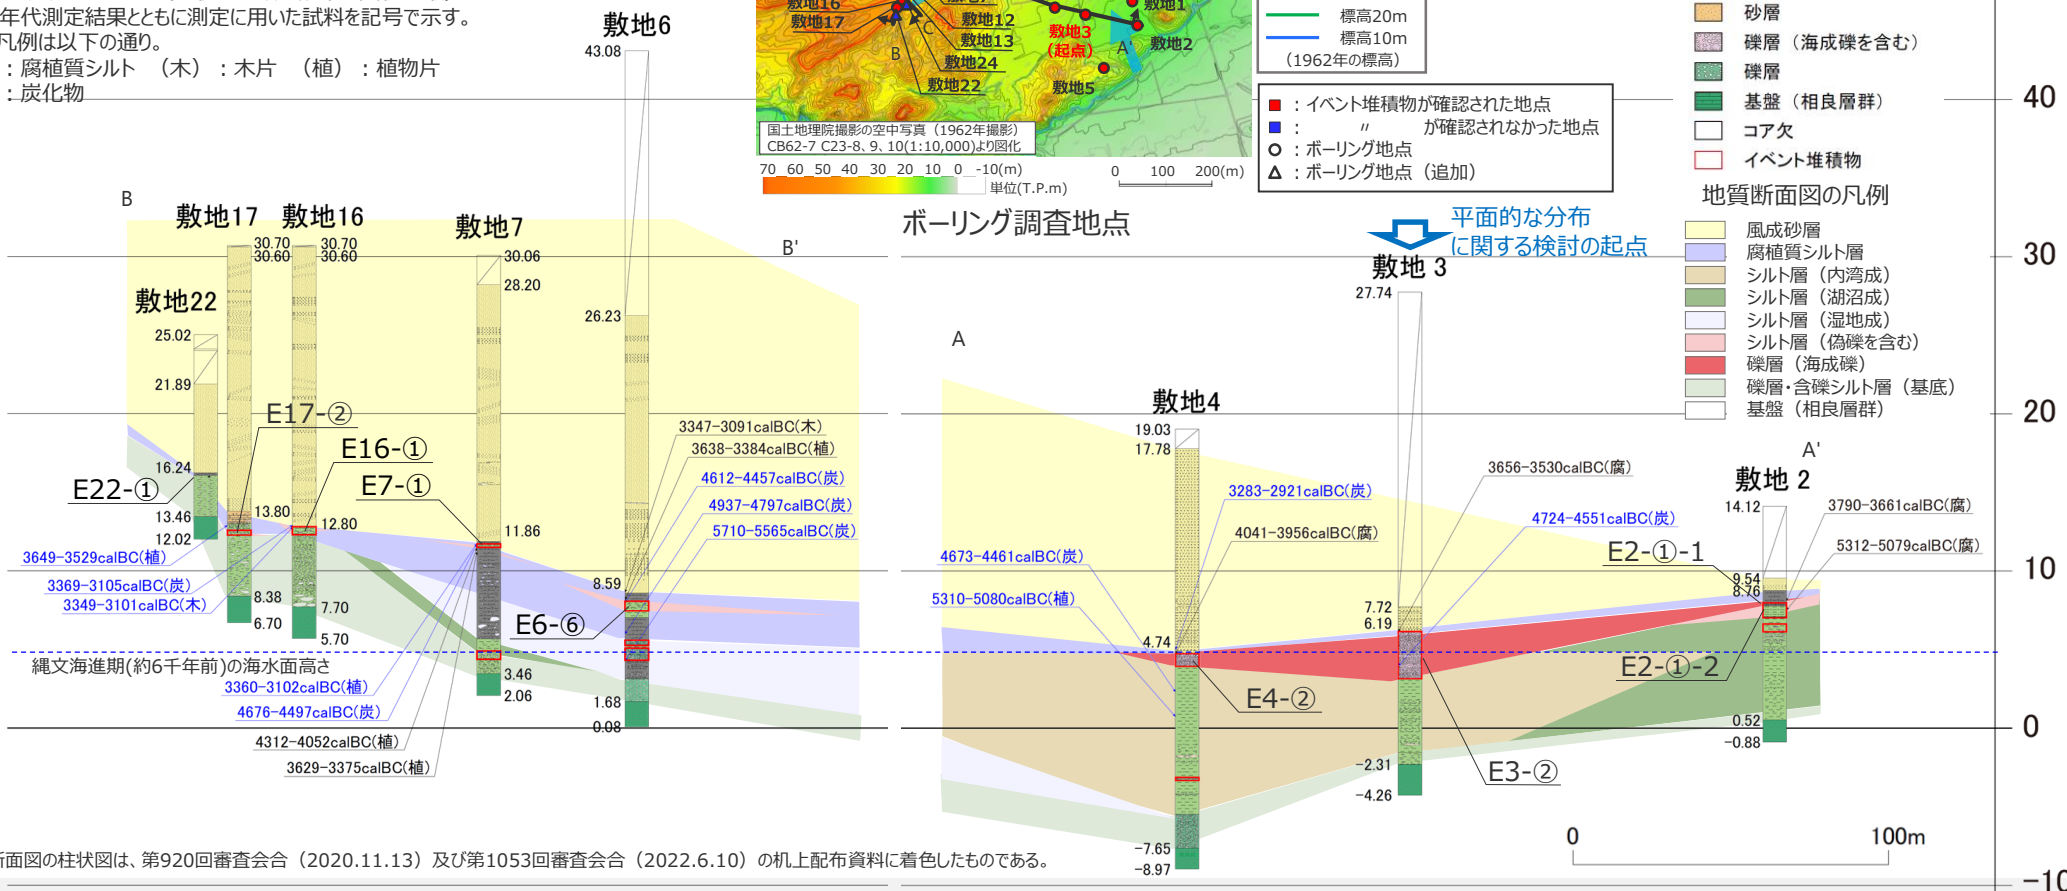 年代測定結果とともに測定に用いた試料を記号で示す。
凡例は以下の通り。
：腐植質シルト （木）：木片 （植）：植物片
：炭化物
敷地16
敷地17
敷地12
敷地13
敷地24
敷地22
敷地3
(起点)
敷地1
敷地2
敷地5
B
C
A'
国土地理院撮影の空中写真（1962年撮影）
CB62-7 C23-8、9、10(1:10,000)より図化
70 60 50 40 30 20 10 0 -10(m)
単位(T.P.m)
0 100 200(m)
標高20m
標高10m
（1962年の標高）
：イベント堆積物が確認された地点
： 〃 が確認されなかった地点
：ボーリング地点
：ボーリング地点（追加）
砂層
礫層（海成礫を含む）
礫層
基盤（相良層群）
コア欠
イベント堆積物
地質断面図の凡例
風成砂層
腐植質シルト層
シルト層（内湾成）
シルト層（湖沼成）
シルト層（湿地成）
シルト層（偽礫を含む）
礫層（海成礫）
礫層・含礫シルト層（基底）
基盤（相良層群）
ボーリング調査地点
平面的な分布
に関する検討の起点
40
30
20
10
0
-10
B
B'
敷地22
25.02
21.89
16.24
13.46
12.02
E22-①
敷地17
30.70
30.60
13.80
8.38
6.70
E17-②
敷地16
30.70
30.60
12.80
7.70
5.70
E16-①
敷地7
30.06
28.20
11.86
3.46
2.06
E7-①
敷地6
43.08
26.23
8.59
1.68
0.08
E6-⑥
3347-3091calBC(木)
3638-3384calBC(植)
4612-4457calBC(炭)
4937-4797calBC(炭)
5710-5565calBC(炭)
3649-3529calBC(植)
3369-3105calBC(炭)
3349-3101calBC(木)
縄文海進期(約6千年前)の海水面高さ
3360-3102calBC(植)
4676-4497calBC(炭)
4312-4052calBC(植)
3629-3375calBC(植)
A
A'
敷地4
19.03
17.78
4.74
-7.65
-8.97
3283-2921calBC(炭)
4041-3956calBC(腐)
4673-4461calBC(炭)
5310-5080calBC(植)
E4-②
敷地3
27.74
7.72
6.19
-2.31
-4.26
3656-3530calBC(腐)
4724-4551calBC(炭)
E3-②
敷地2
14.12
9.54
8.76
0.52
-0.88
3790-3661calBC(腐)
5312-5079calBC(腐)
E2-①-1
E2-①-2
0 100m
面図の柱状図は、第920回審査会合（2020.11.13）及び第1053回審査会合（2022.6.10）の机上配布資料に着色したものである。